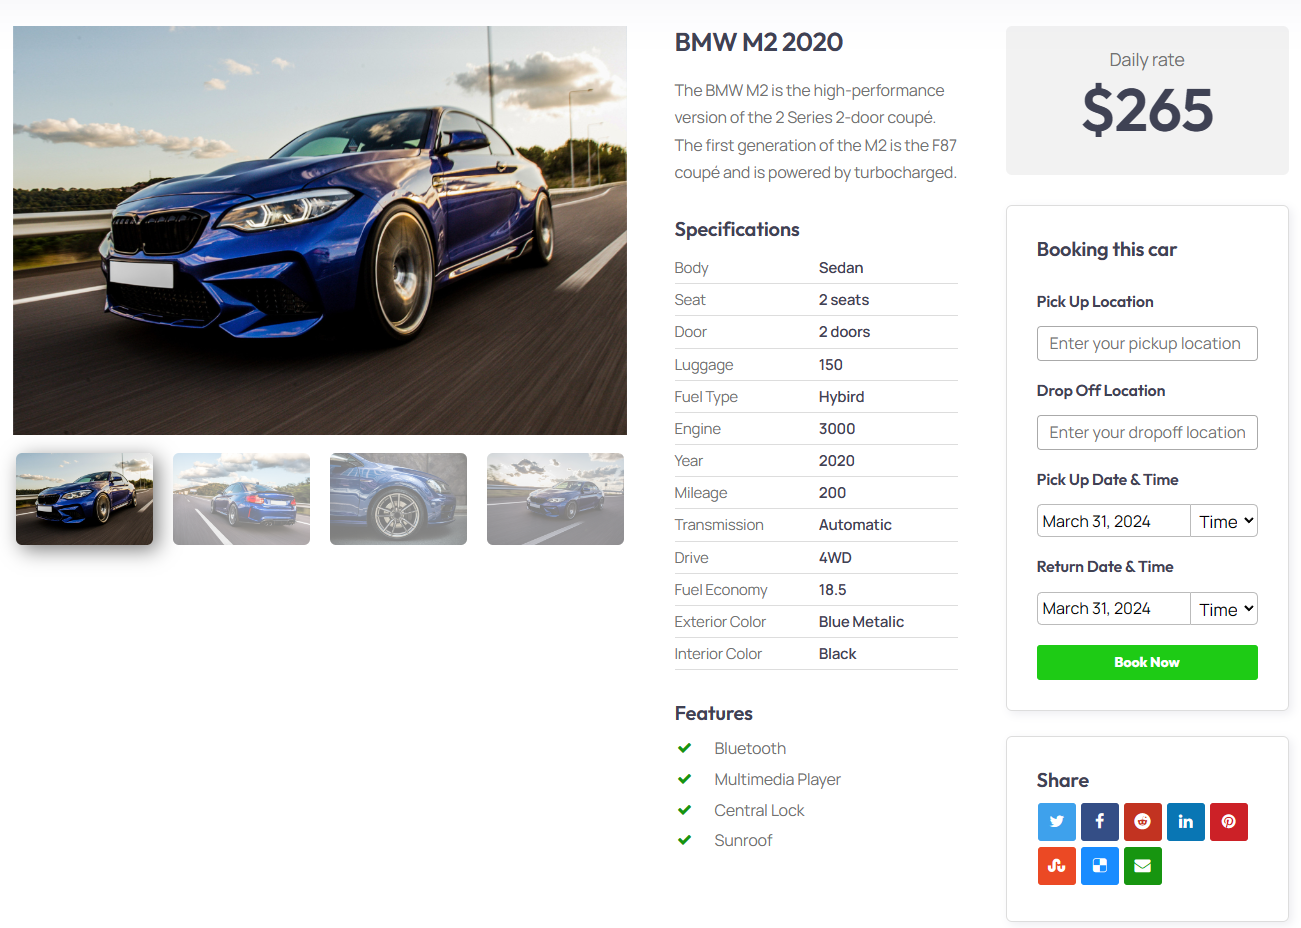 BMW M2 2020
The BMW M2 is the high-performance
version of the 2 Series 2-door coupé.
The first generation of the M2 is the F87
coupé and is powered by turbocharged.
Specifications
Body Sedan
Seat 2 seats
Door 2 doors
Luggage 150
Fuel Type Hybird
Engine 3000
Year 2020
Mileage 200
Transmission Automatic
Drive 4WD
Fuel Economy 18.5
Exterior Color Blue Metalic
Interior Color Black
Features
Bluetooth
Multimedia Player
Central Lock
Sunroof
Daily rate
$265
Booking this car
Pick Up Location
Enter your pickup location
Drop Off Location
Enter your dropoff location
Pick Up Date & Time
March 31, 2024 Time
Return Date & Time
March 31, 2024 Time
Book Now
Share